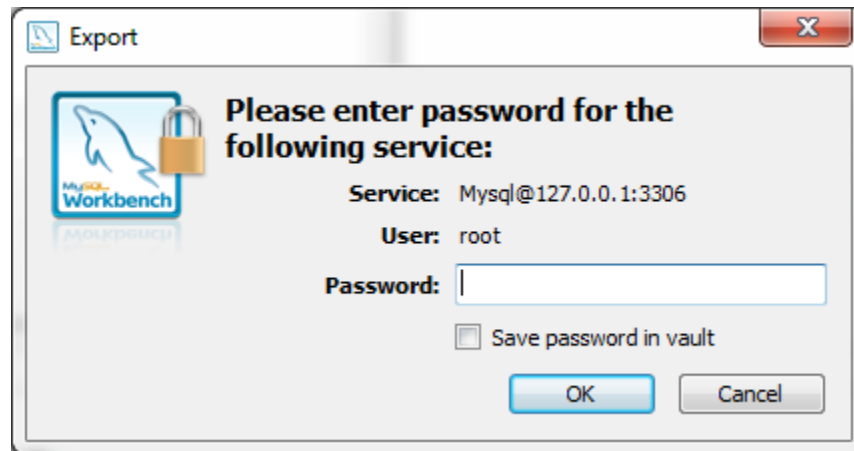 Export
Please enter password for the
following service:
MySQL
Workbench
Service: Mysql@127.0.0.1:3306
User: root
Password:
Save password in vault
OK Cancel